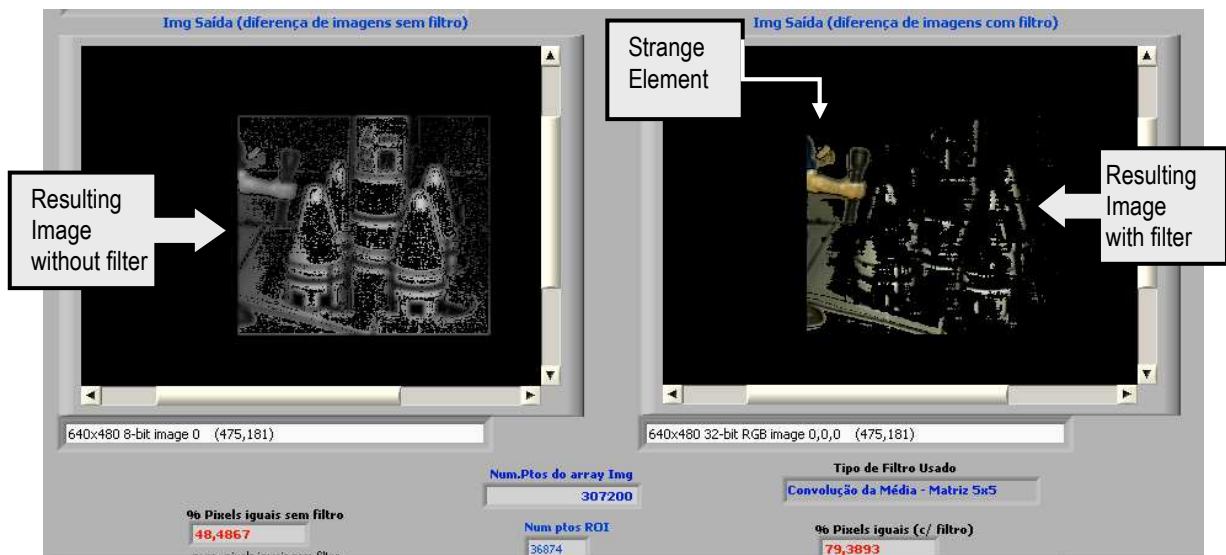 Img Saída (diferença de imagens sem filtro)
Img Saída (diferença de imagens com filtro)
Strange
Element
Resulting
Image
without filter
Resulting
Image
with filter
640x480 8-bit image 0 (475,181)
640x480 32-bit RGB image 0,0,0 (475,181)
Num.Ptos do array Img
307200
Tipo de Filtro Usado
Convolução da Média - Matriz 5x5
% Pixels iguais sem filtro
48,4867
Num ptos ROI
36874
% Pixels iguais (c/ filtro)
79,3893